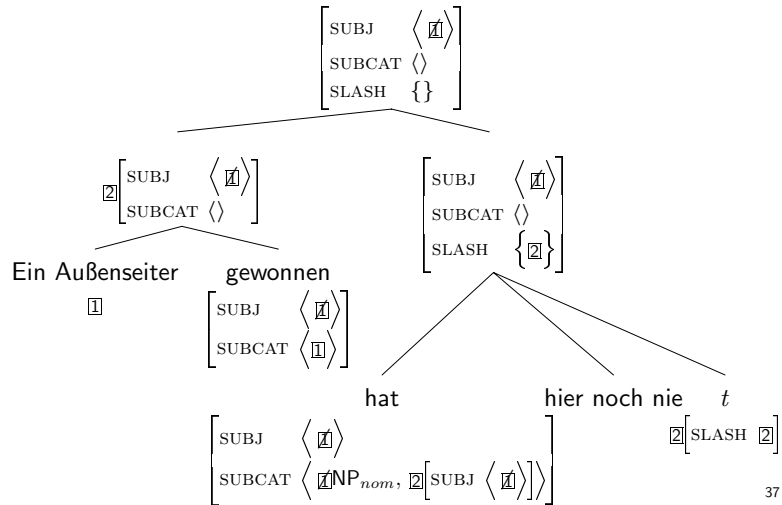 SUBJ ⟨ 1̸ ⟩
SUBCAT ⟨⟩
SLASH {}
2 SUBJ ⟨ 1̸ ⟩
SUBCAT ⟨⟩
SUBJ ⟨ 1̸ ⟩
SUBCAT ⟨⟩
SLASH { 2 }
Ein Außenseiter
1
gewonnen
SUBJ ⟨ 1̸ ⟩
SUBCAT ⟨ 1 ⟩
hat
SUBJ ⟨ 1̸ ⟩
SUBCAT ⟨ 1̸ NP_nom, 2 [SUBJ ⟨ 1̸ ⟩] ⟩
hier noch nie
t
2 [SLASH 2]
37